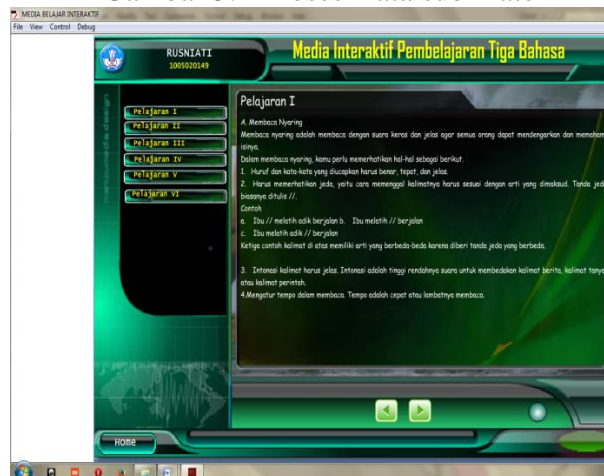 MEDIA BELAJAR INTERAKTIF
File View Control Debug
RUSNIATI
1005020149
Media Interaktif Pembelajaran Tiga Bahasa
Pelajaran I
Pelajaran II
Pelajaran III
Pelajaran IV
Pelajaran V
Pelajaran VI
Pelajaran I
A. Membaca Nyaring
Membaca nyaring adalah membaca dengan suara keras dan jelas agar semua orang dapat mendengarkan dan memaham
isinya.
Dalam membaca nyaring, kamu perlu memerhatikan hal-hal sebagai berikut.
1. Huruf dan kata-kata yang diucapkan harus benar, tepat, dan jelas.
2. Harus memerhatikan jeda, yaitu cara memenggal kalimatnya harus sesuai dengan arti yang dimaksud. Tanda jed
biasanya ditulis //.
Contoh
a. Ibu // melatih adik berjalan b. Ibu melatih // berjalan
c. Ibu melatih adik // berjalan
Ketiga contoh kalimat di atas memiliki arti yang berbeda-beda karena diberi tanda jeda yang berbeda.
3. Intonasi kalimat harus jelas. Intonasi adalah tinggi rendahnya suara untuk membedakan kalimat berita, kalimat tanya
atau kalimat perintah.
4.Mengatur tempo dalam membaca. Tempo adalah cepat atau lambatnya membaca.
Home